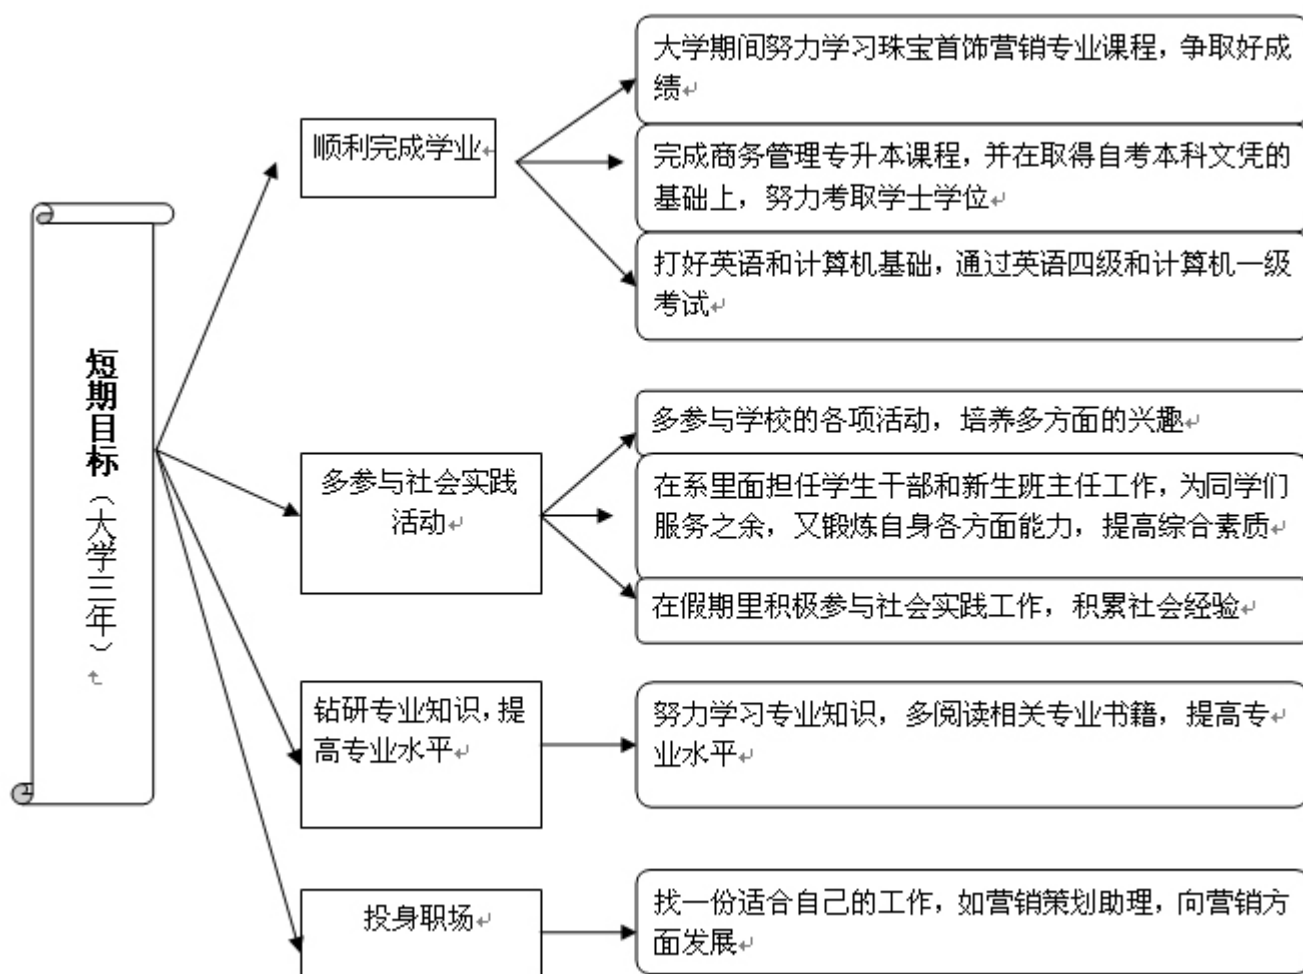 短期目标（大学三年）
顺利完成学业
大学期间努力学习珠宝首饰营销专业课程，争取好成
绩
完成商务管理专升本课程，并在取得自考本科文凭的
基础上，努力考取学士学位
打好英语和计算机基础，通过英语四级和计算机一级
考试
多参与社会实践
活动
多参与学校的各项活动，培养多方面的兴趣
在系里面担任学生干部和新生班主任工作，为同学们
服务之余，又锻炼自身各方面能力，提高综合素质
在假期里积极参与社会实践工作，积累社会经验
钻研专业知识，提
高专业水平
努力学习专业知识，多阅读相关专业书籍，提高专
业水平
投身职场
找一份适合自己的工作，如营销策划助理，向营销方
面发展